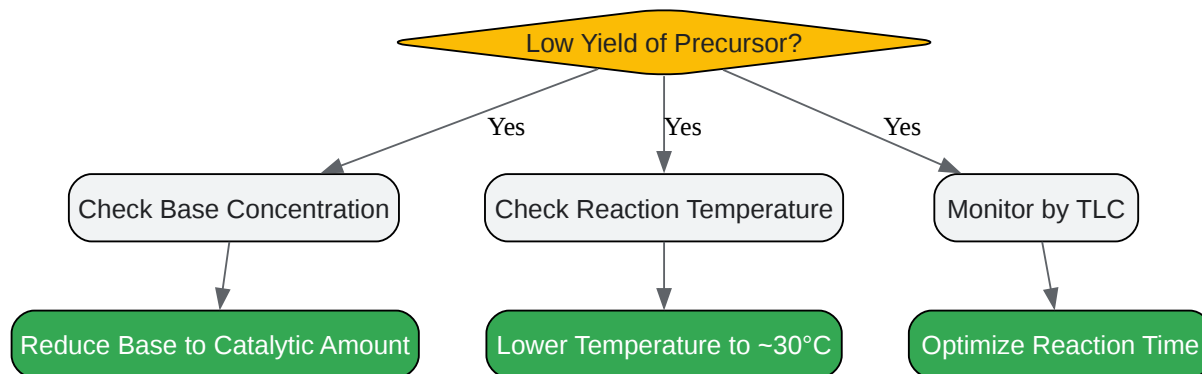 Low Yield of Precursor?
Yes
Yes
Yes
Check Base Concentration
Check Reaction Temperature
Monitor by TLC
Reduce Base to Catalytic Amount
Lower Temperature to ~30°C
Optimize Reaction Time